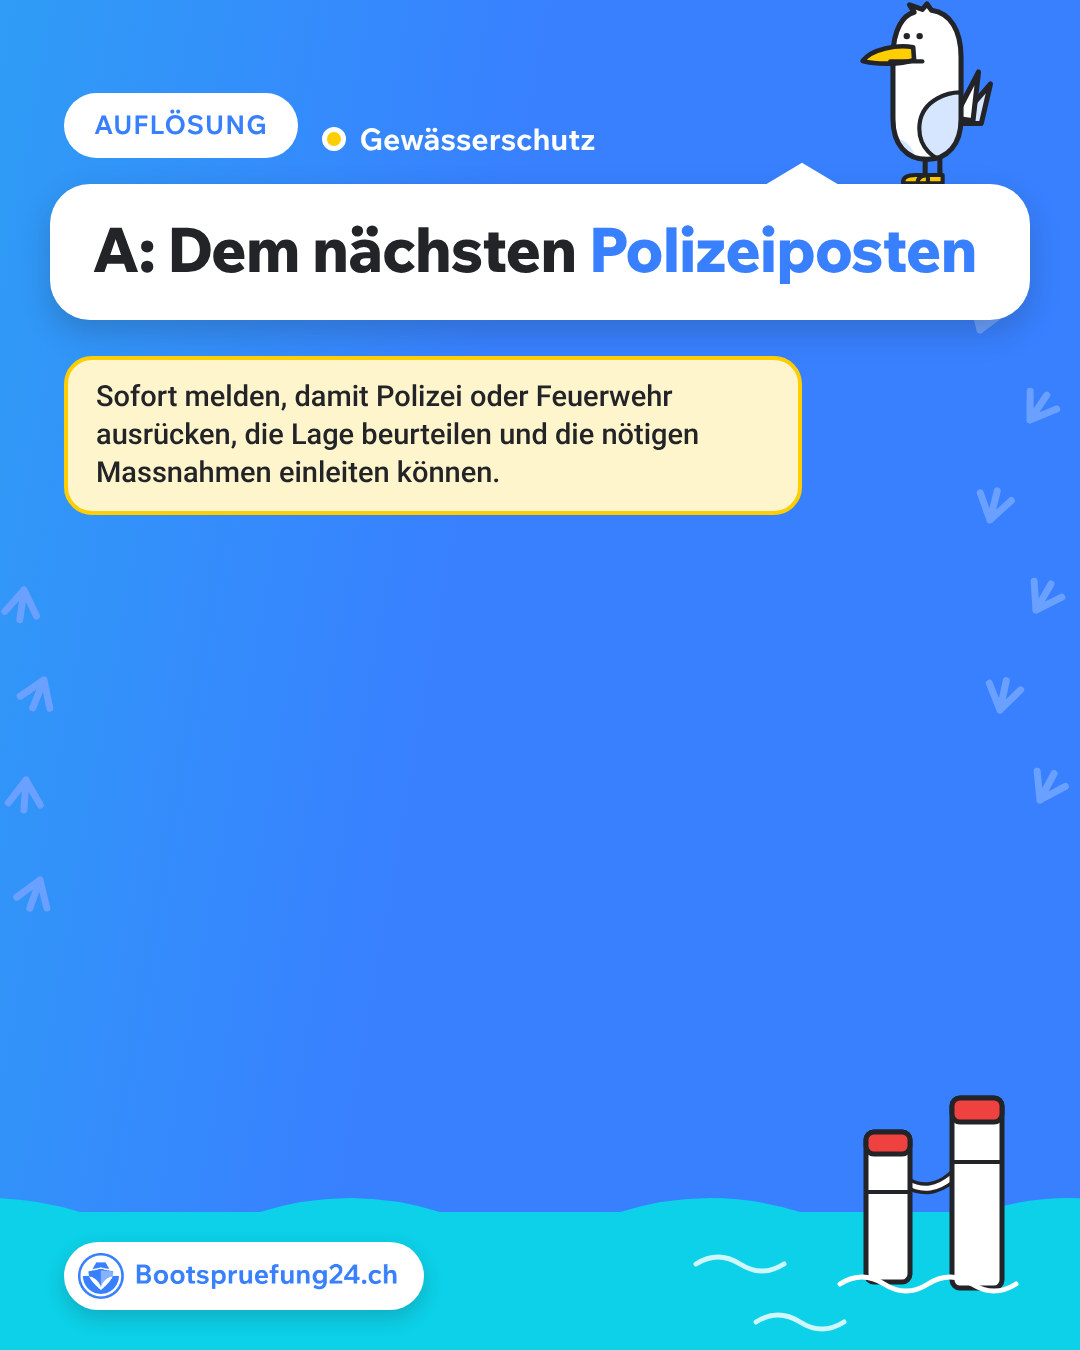 AUFLÖSUNG
Gewässerschutz
A: Dem nächsten Polizeiposten
Sofort melden, damit Polizei oder Feuerwehr
ausrücken, die Lage beurteilen und die nötigen
Massnahmen einleiten können.
Bootspruefung24.ch